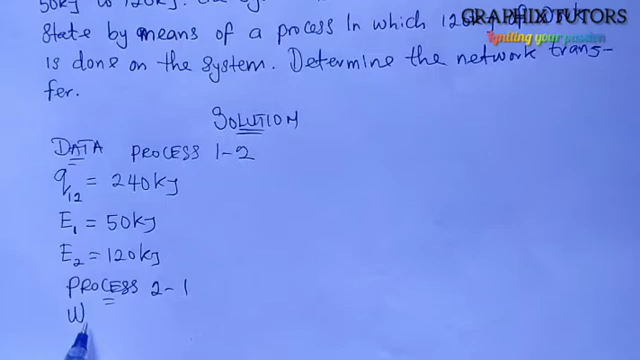 GRAPHIX TUTORS
Igniting your passion
50kJ to 120kJ.
State by means of a process in which
is done on the system. Determine the network trans-
fer.
SOLUTION
DATA PROCESS 1-2
q12 = 240kJ
E1 = 50kJ
E2 = 120kJ
PROCESS 2-1
W